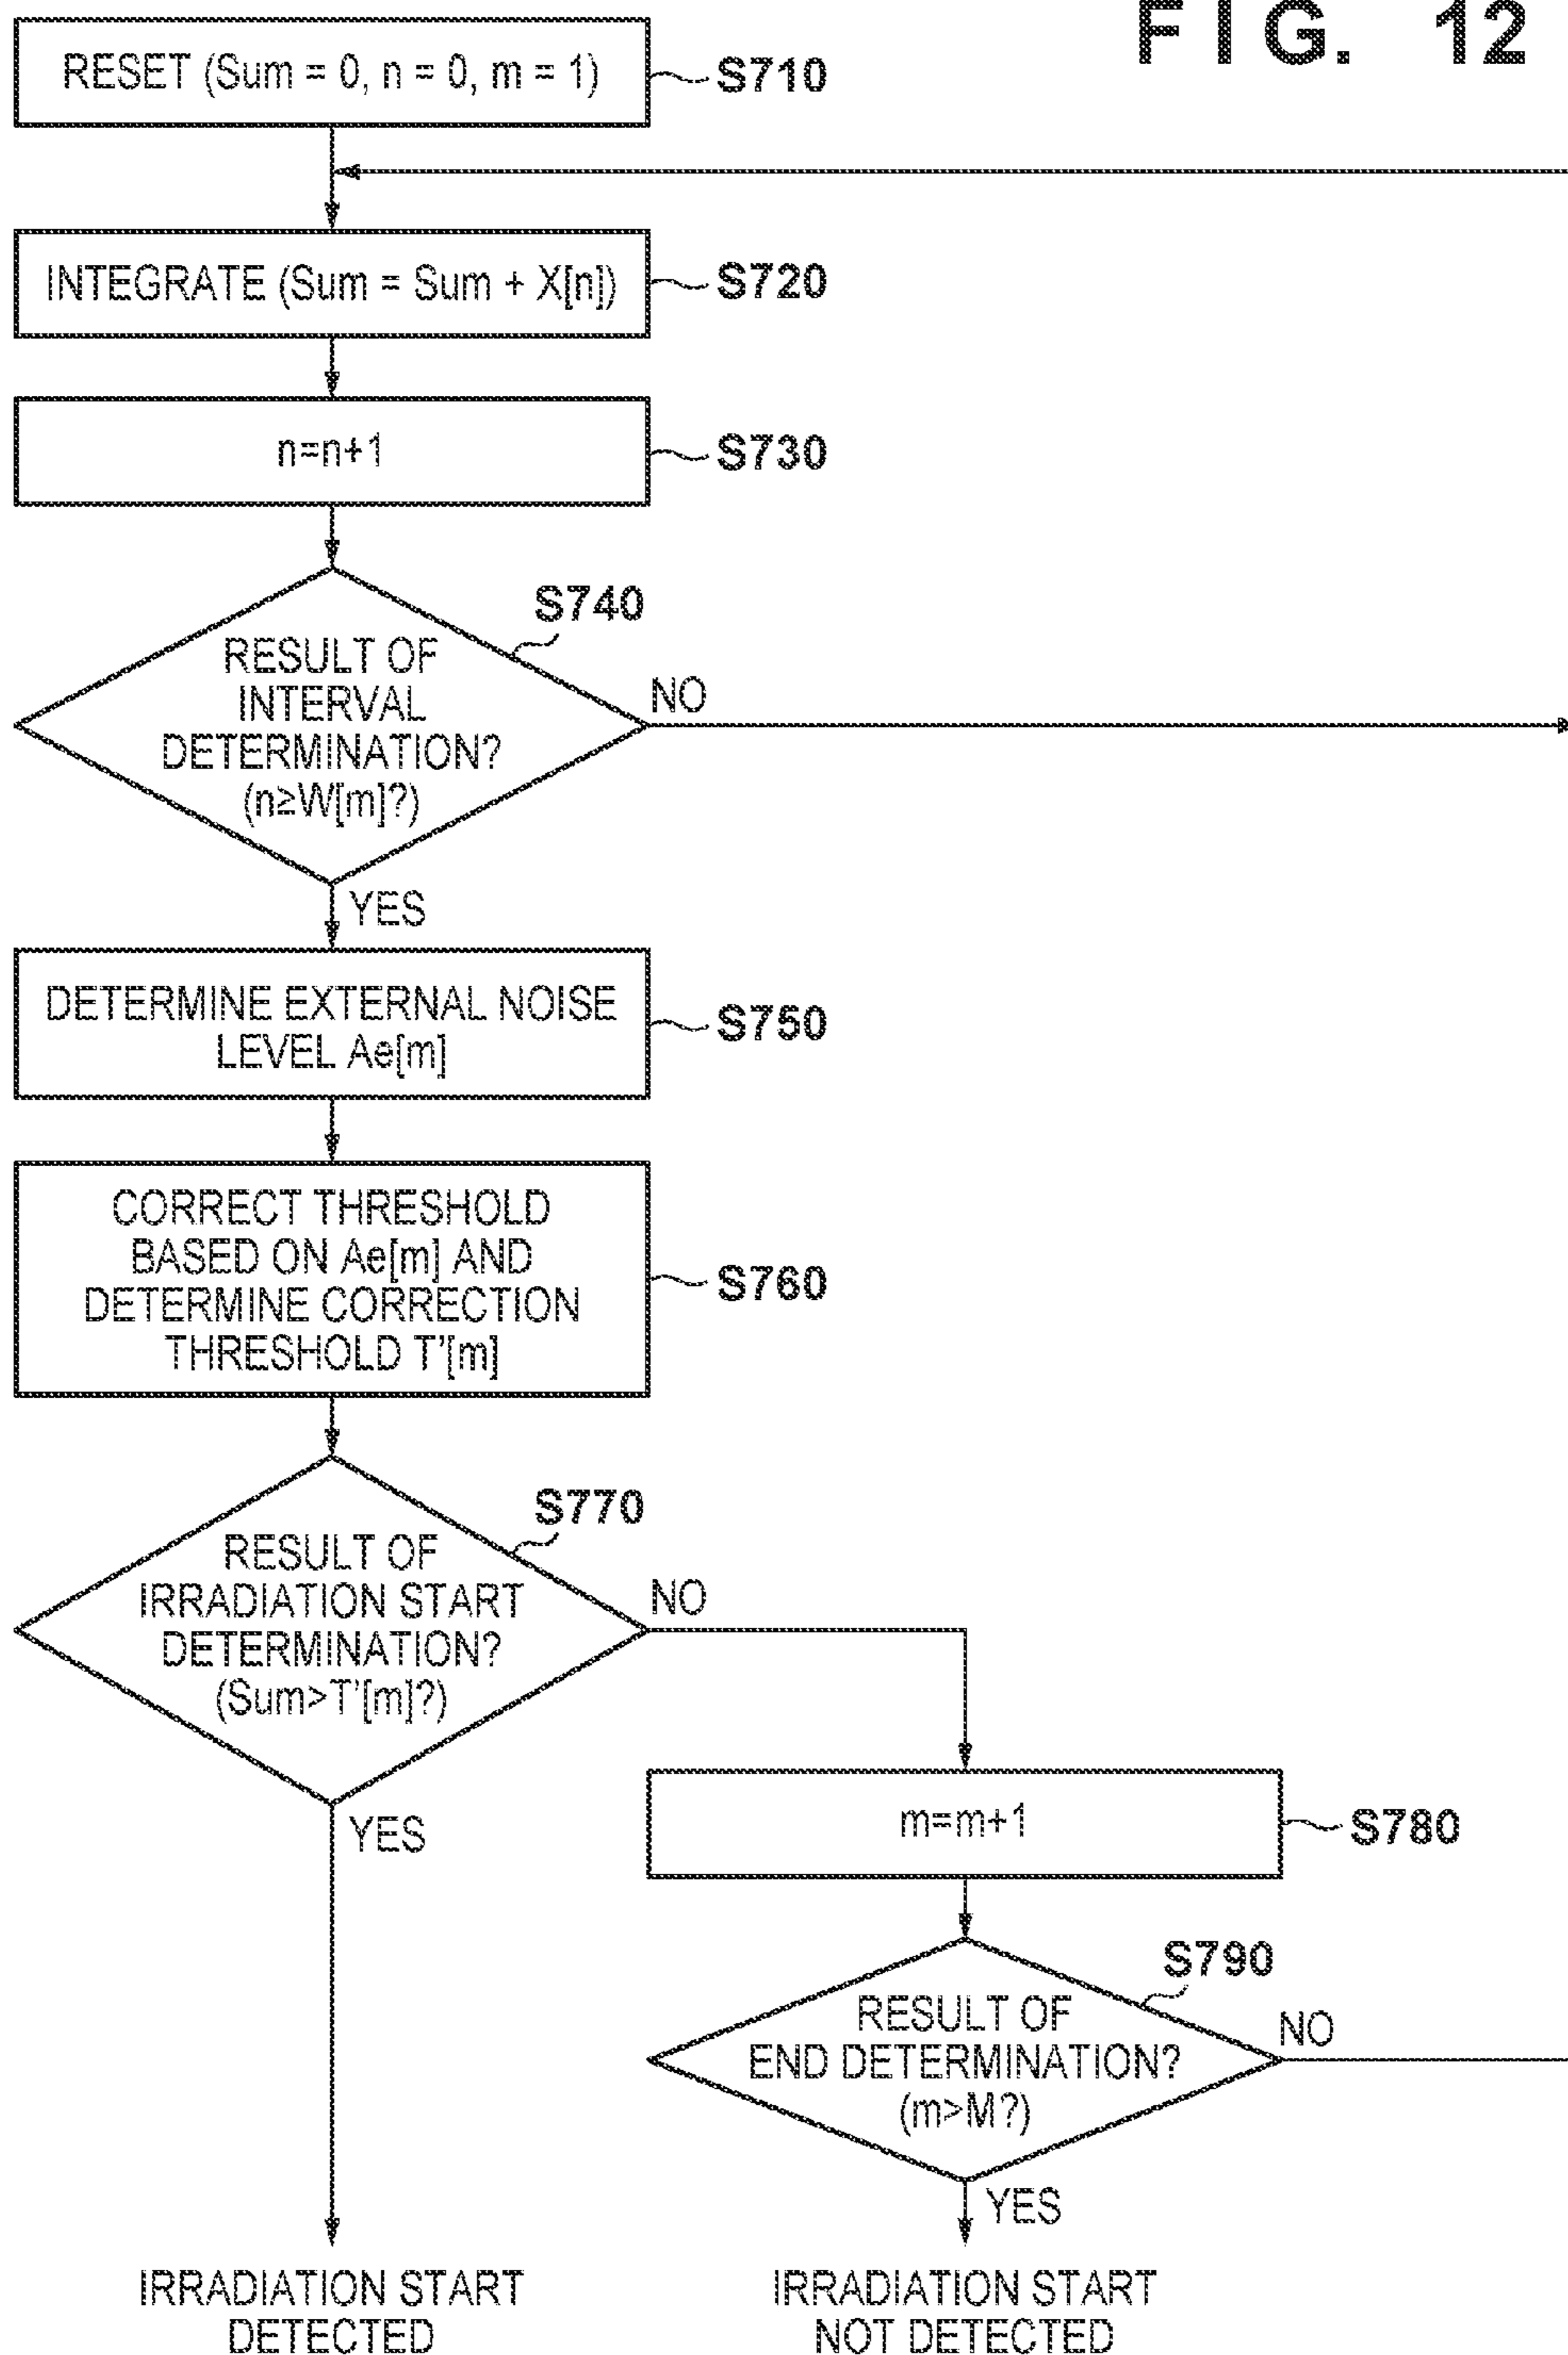 F I G. 12
RESET (Sum = 0, n = 0, m = 1)
S710
INTEGRATE (Sum = Sum + X[n])
S720
n=n+1
S730
S740
RESULT OF
INTERVAL
DETERMINATION?
(n≥W[m]?)
NO
YES
DETERMINE EXTERNAL NOISE
LEVEL Ae[m]
S750
CORRECT THRESHOLD
BASED ON Ae[m] AND
DETERMINE CORRECTION
THRESHOLD T'[m]
S760
S770
RESULT OF
IRRADIATION START
DETERMINATION?
(Sum>T'[m]?)
NO
YES
m=m+1
S780
S790
RESULT OF
END DETERMINATION?
(m>M?)
NO
YES
IRRADIATION START
DETECTED
IRRADIATION START
NOT DETECTED